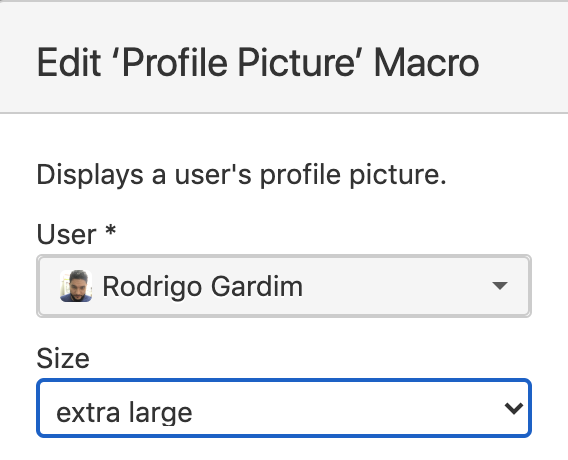 Edit ‘Profile Picture’ Macro
Displays a user's profile picture.
User *
Rodrigo Gardim
Size
extra large